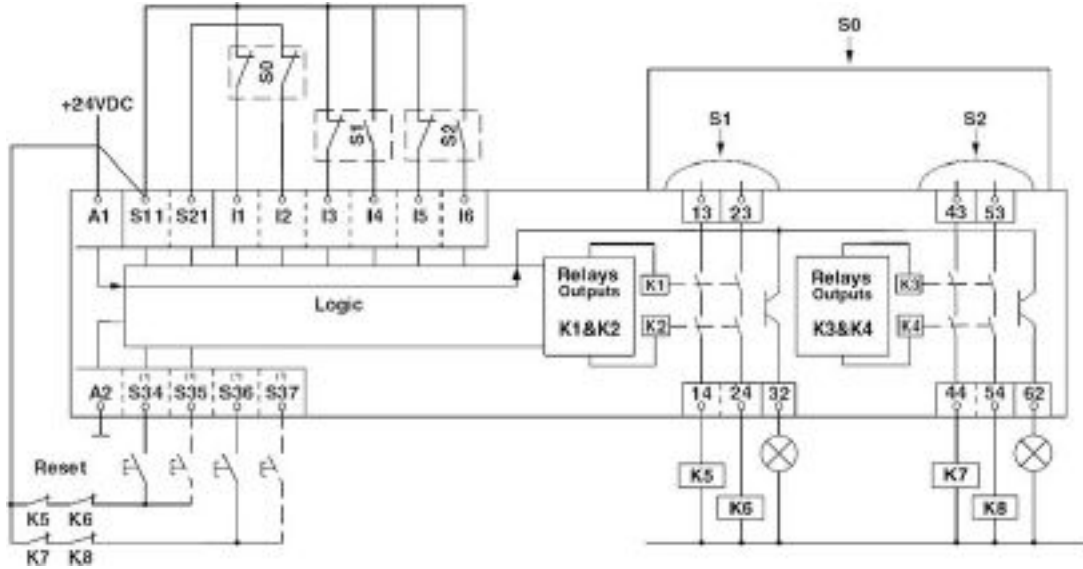 S0
S0
+24VDC
S1
S2
S1
S2
A1 S11 S21 I1 I2 I3 I4 I5 I6
13 23
43 53
Logic
Relays
Outputs
K1&K2
K1
K2
Relays
Outputs
K3&K4
K3
K4
A2 S34 S35 S36 S37
14 24 32
44 54 62
Reset
K5
K6
K7
K8
K5 K6
K7 K8